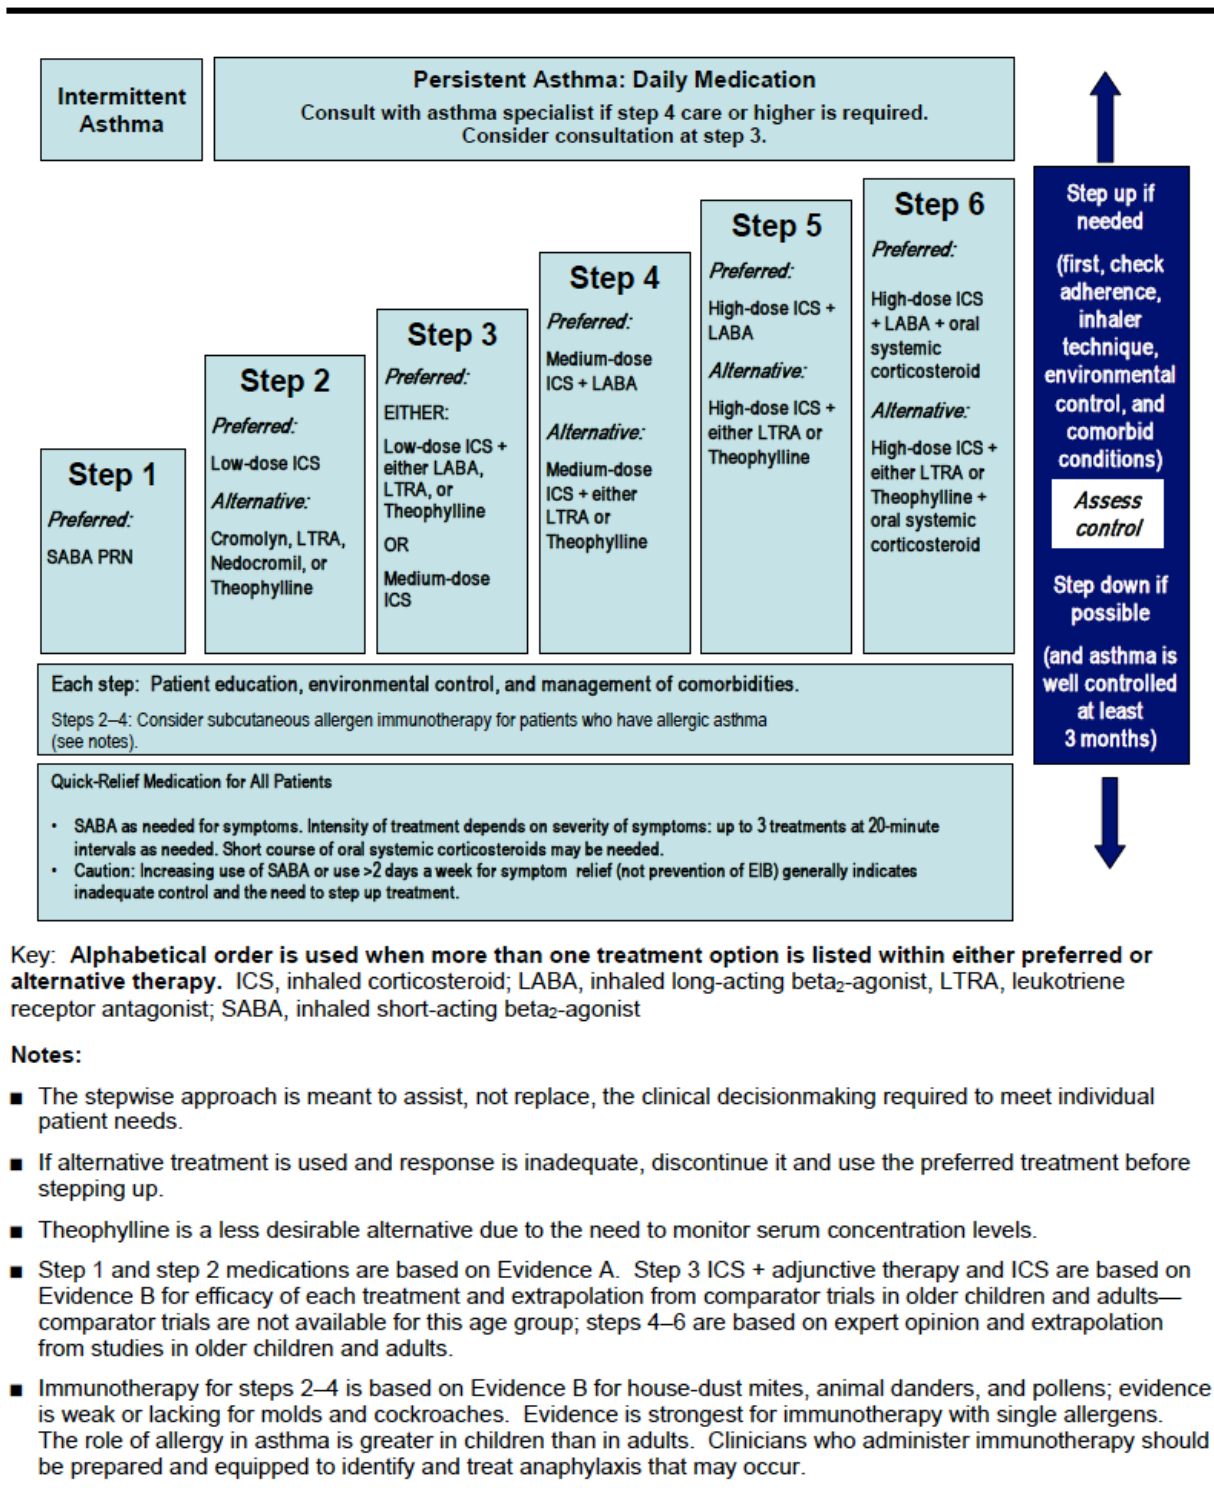 Intermittent
Asthma
Persistent Asthma: Daily Medication
Consult with asthma specialist if step 4 care or higher is required.
Consider consultation at step 3.
Step 1
Preferred:
SABA PRN
Step 2
Preferred:
Low-dose ICS
Alternative:
Cromolyn, LTRA,
Nedocromil, or
Theophylline
Step 3
Preferred:
EITHER:
Low-dose ICS +
either LABA,
LTRA, or
Theophylline
OR
Medium-dose
ICS
Step 4
Preferred:
Medium-dose
ICS + LABA
Alternative:
Medium-dose
ICS + either
LTRA or
Theophylline
Step 5
Preferred:
High-dose ICS +
LABA
Alternative:
High-dose ICS +
either LTRA or
Theophylline
Step 6
Preferred:
High-dose ICS
+ LABA + oral
systemic
corticosteroid
Alternative:
High-dose ICS +
either LTRA or
Theophylline +
oral systemic
corticosteroid
Step up if
needed
(first, check
adherence,
inhaler
technique,
environmental
control, and
comorbid
conditions)
Assess
control
Step down if
possible
(and asthma is
well controlled
at least
3 months)
Each step: Patient education, environmental control, and management of comorbidities.
Steps 2–4: Consider subcutaneous allergen immunotherapy for patients who have allergic asthma
(see notes).
Quick-Relief Medication for All Patients
• SABA as needed for symptoms. Intensity of treatment depends on severity of symptoms: up to 3 treatments at 20-minute
intervals as needed. Short course of oral systemic corticosteroids may be needed.
• Caution: Increasing use of SABA or use >2 days a week for symptom relief (not prevention of EIB) generally indicates
inadequate control and the need to step up treatment.
Key: Alphabetical order is used when more than one treatment option is listed within either preferred or
alternative therapy. ICS, inhaled corticosteroid; LABA, inhaled long-acting beta₂-agonist, LTRA, leukotriene
receptor antagonist; SABA, inhaled short-acting beta₂-agonist
Notes:
■ The stepwise approach is meant to assist, not replace, the clinical decisionmaking required to meet individual
patient needs.
■ If alternative treatment is used and response is inadequate, discontinue it and use the preferred treatment before
stepping up.
■ Theophylline is a less desirable alternative due to the need to monitor serum concentration levels.
■ Step 1 and step 2 medications are based on Evidence A. Step 3 ICS + adjunctive therapy and ICS are based on
Evidence B for efficacy of each treatment and extrapolation from comparator trials in older children and adults—
comparator trials are not available for this age group; steps 4–6 are based on expert opinion and extrapolation
from studies in older children and adults.
■ Immunotherapy for steps 2–4 is based on Evidence B for house-dust mites, animal danders, and pollens; evidence
is weak or lacking for molds and cockroaches. Evidence is strongest for immunotherapy with single allergens.
The role of allergy in asthma is greater in children than in adults. Clinicians who administer immunotherapy should
be prepared and equipped to identify and treat anaphylaxis that may occur.